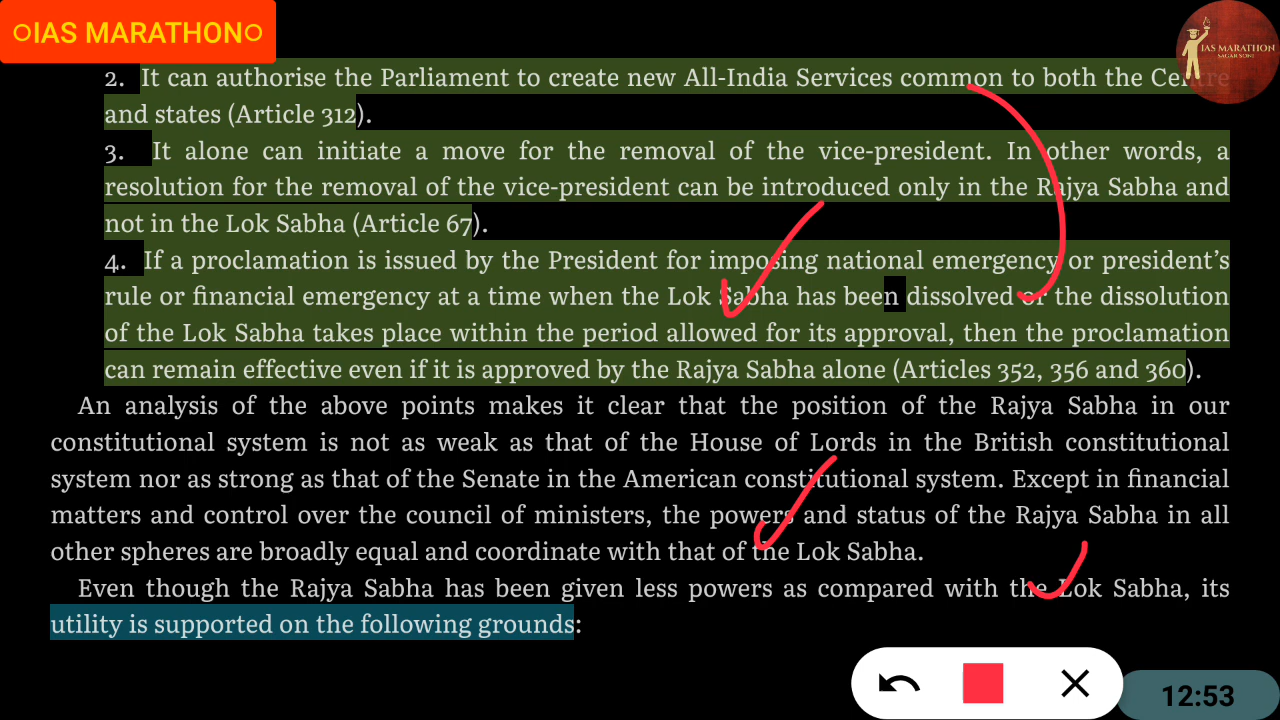 ○IAS MARATHON○
IAS MARATHON
SAGAR SONI
2. It can authorise the Parliament to create new All-India Services common to both the Centre
and states (Article 312).
3. It alone can initiate a move for the removal of the vice-president. In other words, a
resolution for the removal of the vice-president can be introduced only in the Rajya Sabha and
not in the Lok Sabha (Article 67).
4. If a proclamation is issued by the President for imposing national emergency or president’s
rule or financial emergency at a time when the Lok Sabha has been dissolved or the dissolution
of the Lok Sabha takes place within the period allowed for its approval, then the proclamation
can remain effective even if it is approved by the Rajya Sabha alone (Articles 352, 356 and 360).
An analysis of the above points makes it clear that the position of the Rajya Sabha in our
constitutional system is not as weak as that of the House of Lords in the British constitutional
system nor as strong as that of the Senate in the American constitutional system. Except in financial
matters and control over the council of ministers, the powers and status of the Rajya Sabha in all
other spheres are broadly equal and coordinate with that of the Lok Sabha.
Even though the Rajya Sabha has been given less powers as compared with the Lok Sabha, its
utility is supported on the following grounds:
12:53